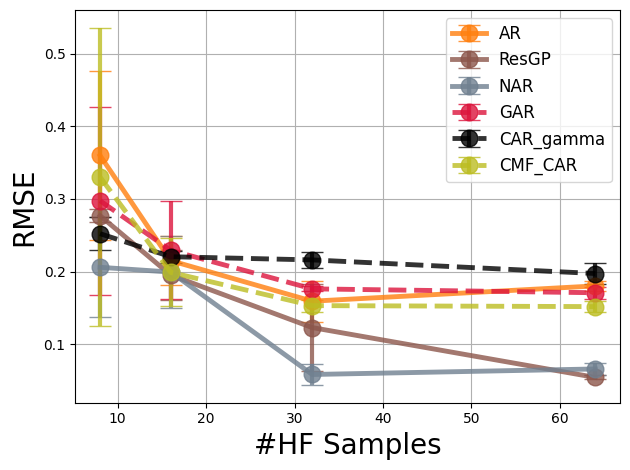 0.5
0.4
0.3
0.2
0.1
RMSE
10
20
30
40
50
60
#HF Samples
AR
ResGP
NAR
GAR
CAR_gamma
CMF_CAR